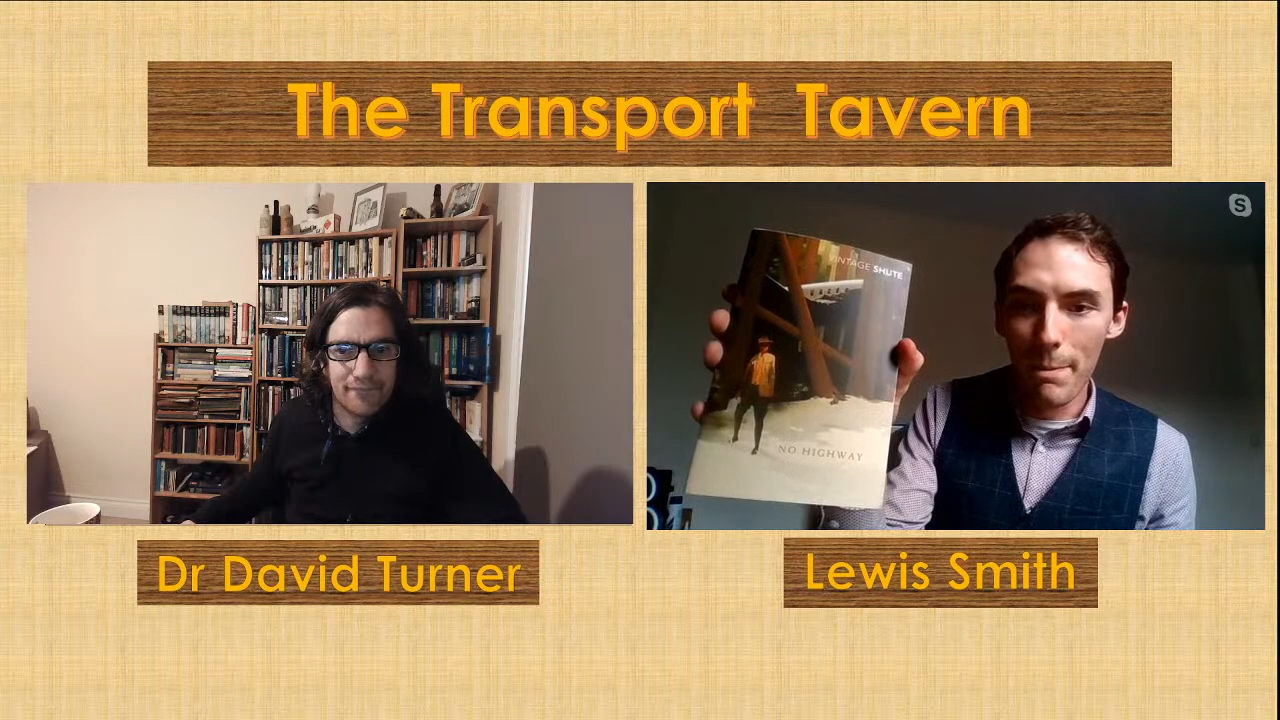 The Transport Tavern
S
VINTAGE SHUTE
NO HIGHWAY
Dr David Turner
Lewis Smith